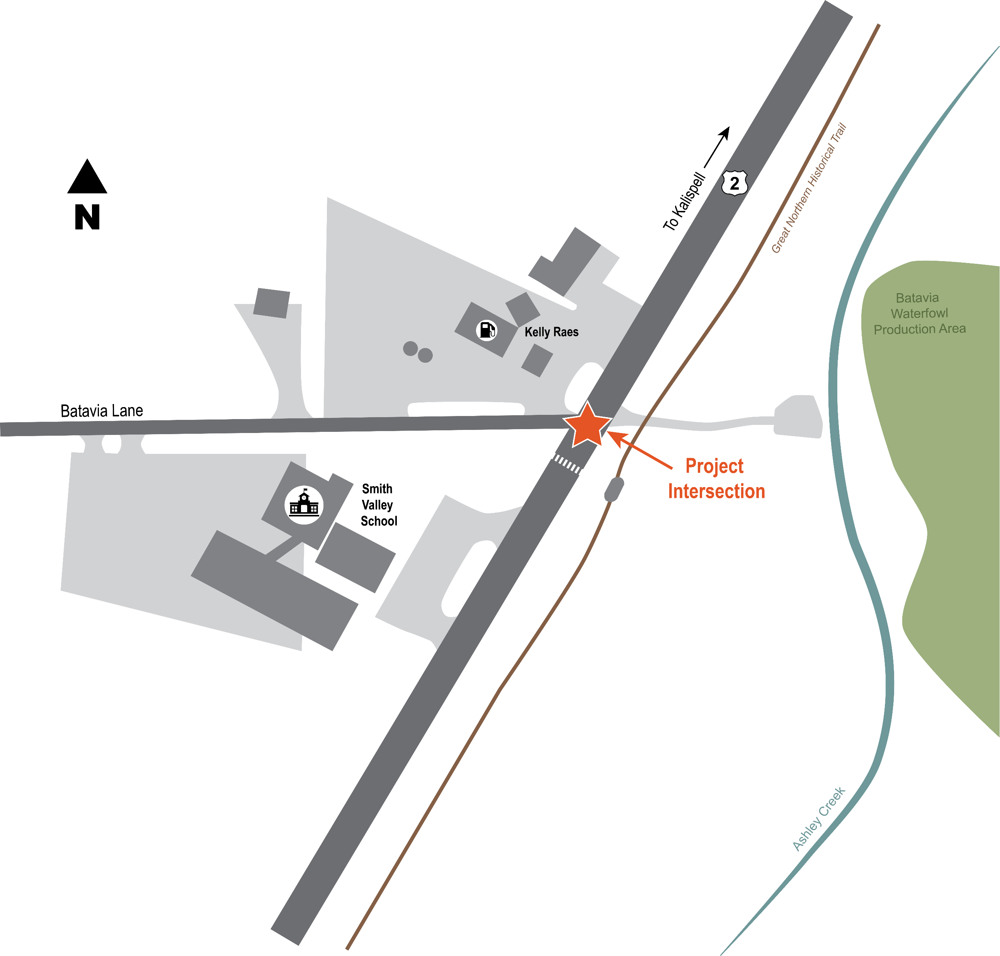 To Kalispell
2
Great Northern Historical Trail
N
Batavia
Waterfowl
Production Area
Kelly Raes
Batavia Lane
Project
Intersection
Smith
Valley
School
Ashley Creek